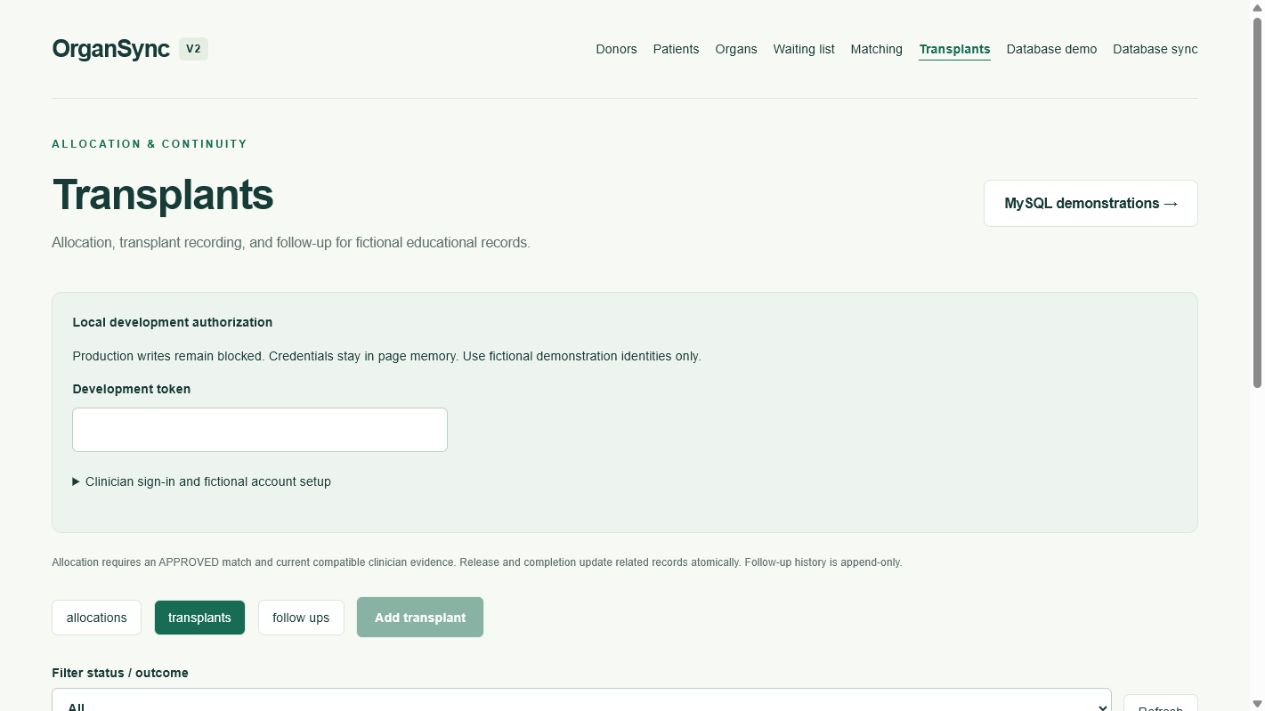 OrganSync V2
Donors Patients Organs Waiting list Matching Transplants Database demo Database sync
ALLOCATION & CONTINUITY
Transplants
MySQL demonstrations →
Allocation, transplant recording, and follow-up for fictional educational records.
Local development authorization
Production writes remain blocked. Credentials stay in page memory. Use fictional demonstration identities only.
Development token
▶ Clinician sign-in and fictional account setup
Allocation requires an APPROVED match and current compatible clinician evidence. Release and completion update related records atomically. Follow-up history is append-only.
allocations transplants follow ups Add transplant
Filter status / outcome
All Refresh